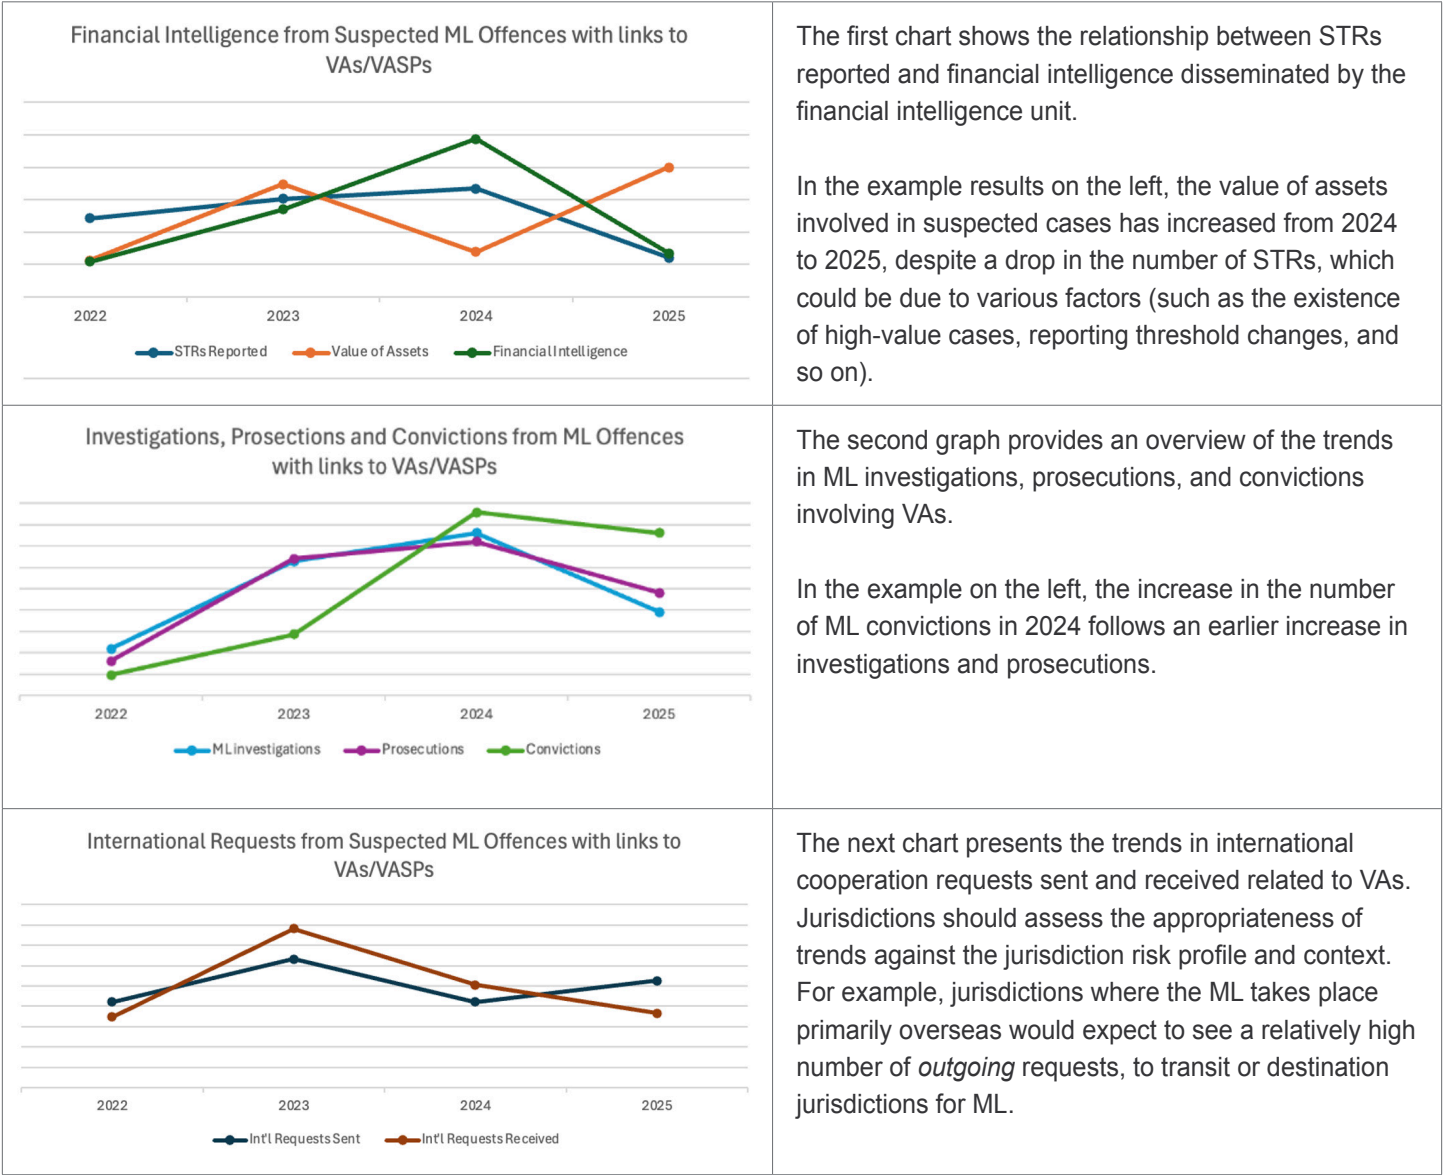 Financial Intelligence from Suspected ML Offences with links to
VAs/VASPs
2022
2023
2024
2025
STRs Reported
Value of Assets
Financial Intelligence
The first chart shows the relationship between STRs
reported and financial intelligence disseminated by the
financial intelligence unit.
In the example results on the left, the value of assets
involved in suspected cases has increased from 2024
to 2025, despite a drop in the number of STRs, which
could be due to various factors (such as the existence
of high-value cases, reporting threshold changes, and
so on).
Investigations, Prosections and Convictions from ML Offences
with links to VAs/VASPs
2022
2023
2024
2025
ML investigations
Prosecutions
Convictions
The second graph provides an overview of the trends
in ML investigations, prosecutions, and convictions
involving VAs.
In the example on the left, the increase in the number
of ML convictions in 2024 follows an earlier increase in
investigations and prosecutions.
International Requests from Suspected ML Offences with links to
VAs/VASPs
2022
2023
2024
2025
Int'l Requests Sent
Int'l Requests Received
The next chart presents the trends in international
cooperation requests sent and received related to VAs.
Jurisdictions should assess the appropriateness of
trends against the jurisdiction risk profile and context.
For example, jurisdictions where the ML takes place
primarily overseas would expect to see a relatively high
number of outgoing requests, to transit or destination
jurisdictions for ML.